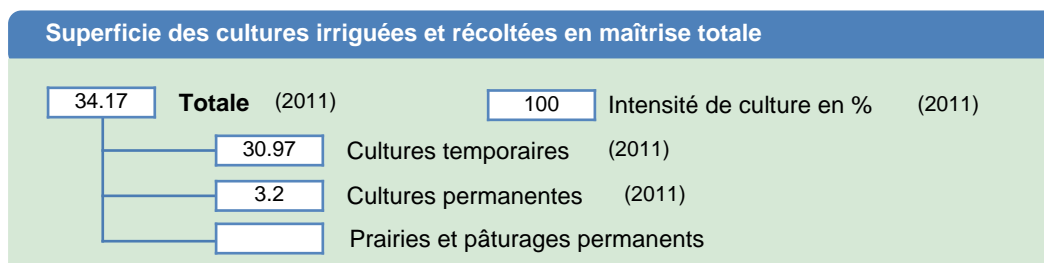 Superficie des cultures irriguées et récoltées en maîtrise totale
34.17 Totale (2011) 100 Intensité de culture en % (2011)
30.97 Cultures temporaires (2011)
3.2 Cultures permanentes (2011)
Prairies et pâturages permanents